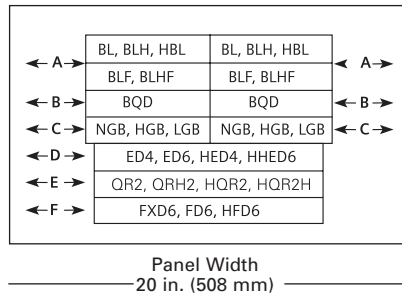 BL, BLH, HBL BL, BLH, HBL
A A
BLF, BLHF BLF, BLHF
B BQD BQD B
C NGB, HGB, LGB NGB, HGB, LGB C
D ED4, ED6, HED4, HHED6
E QR2, QRH2, HQR2, HQR2H
F FXD6, FD6, HFD6
Panel Width
20 in. (508 mm)